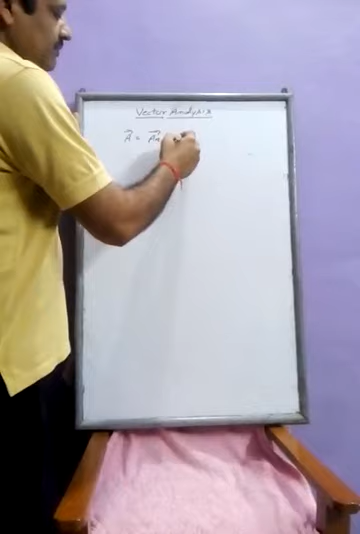 Vector Analysis
A⃗ = A⃗x